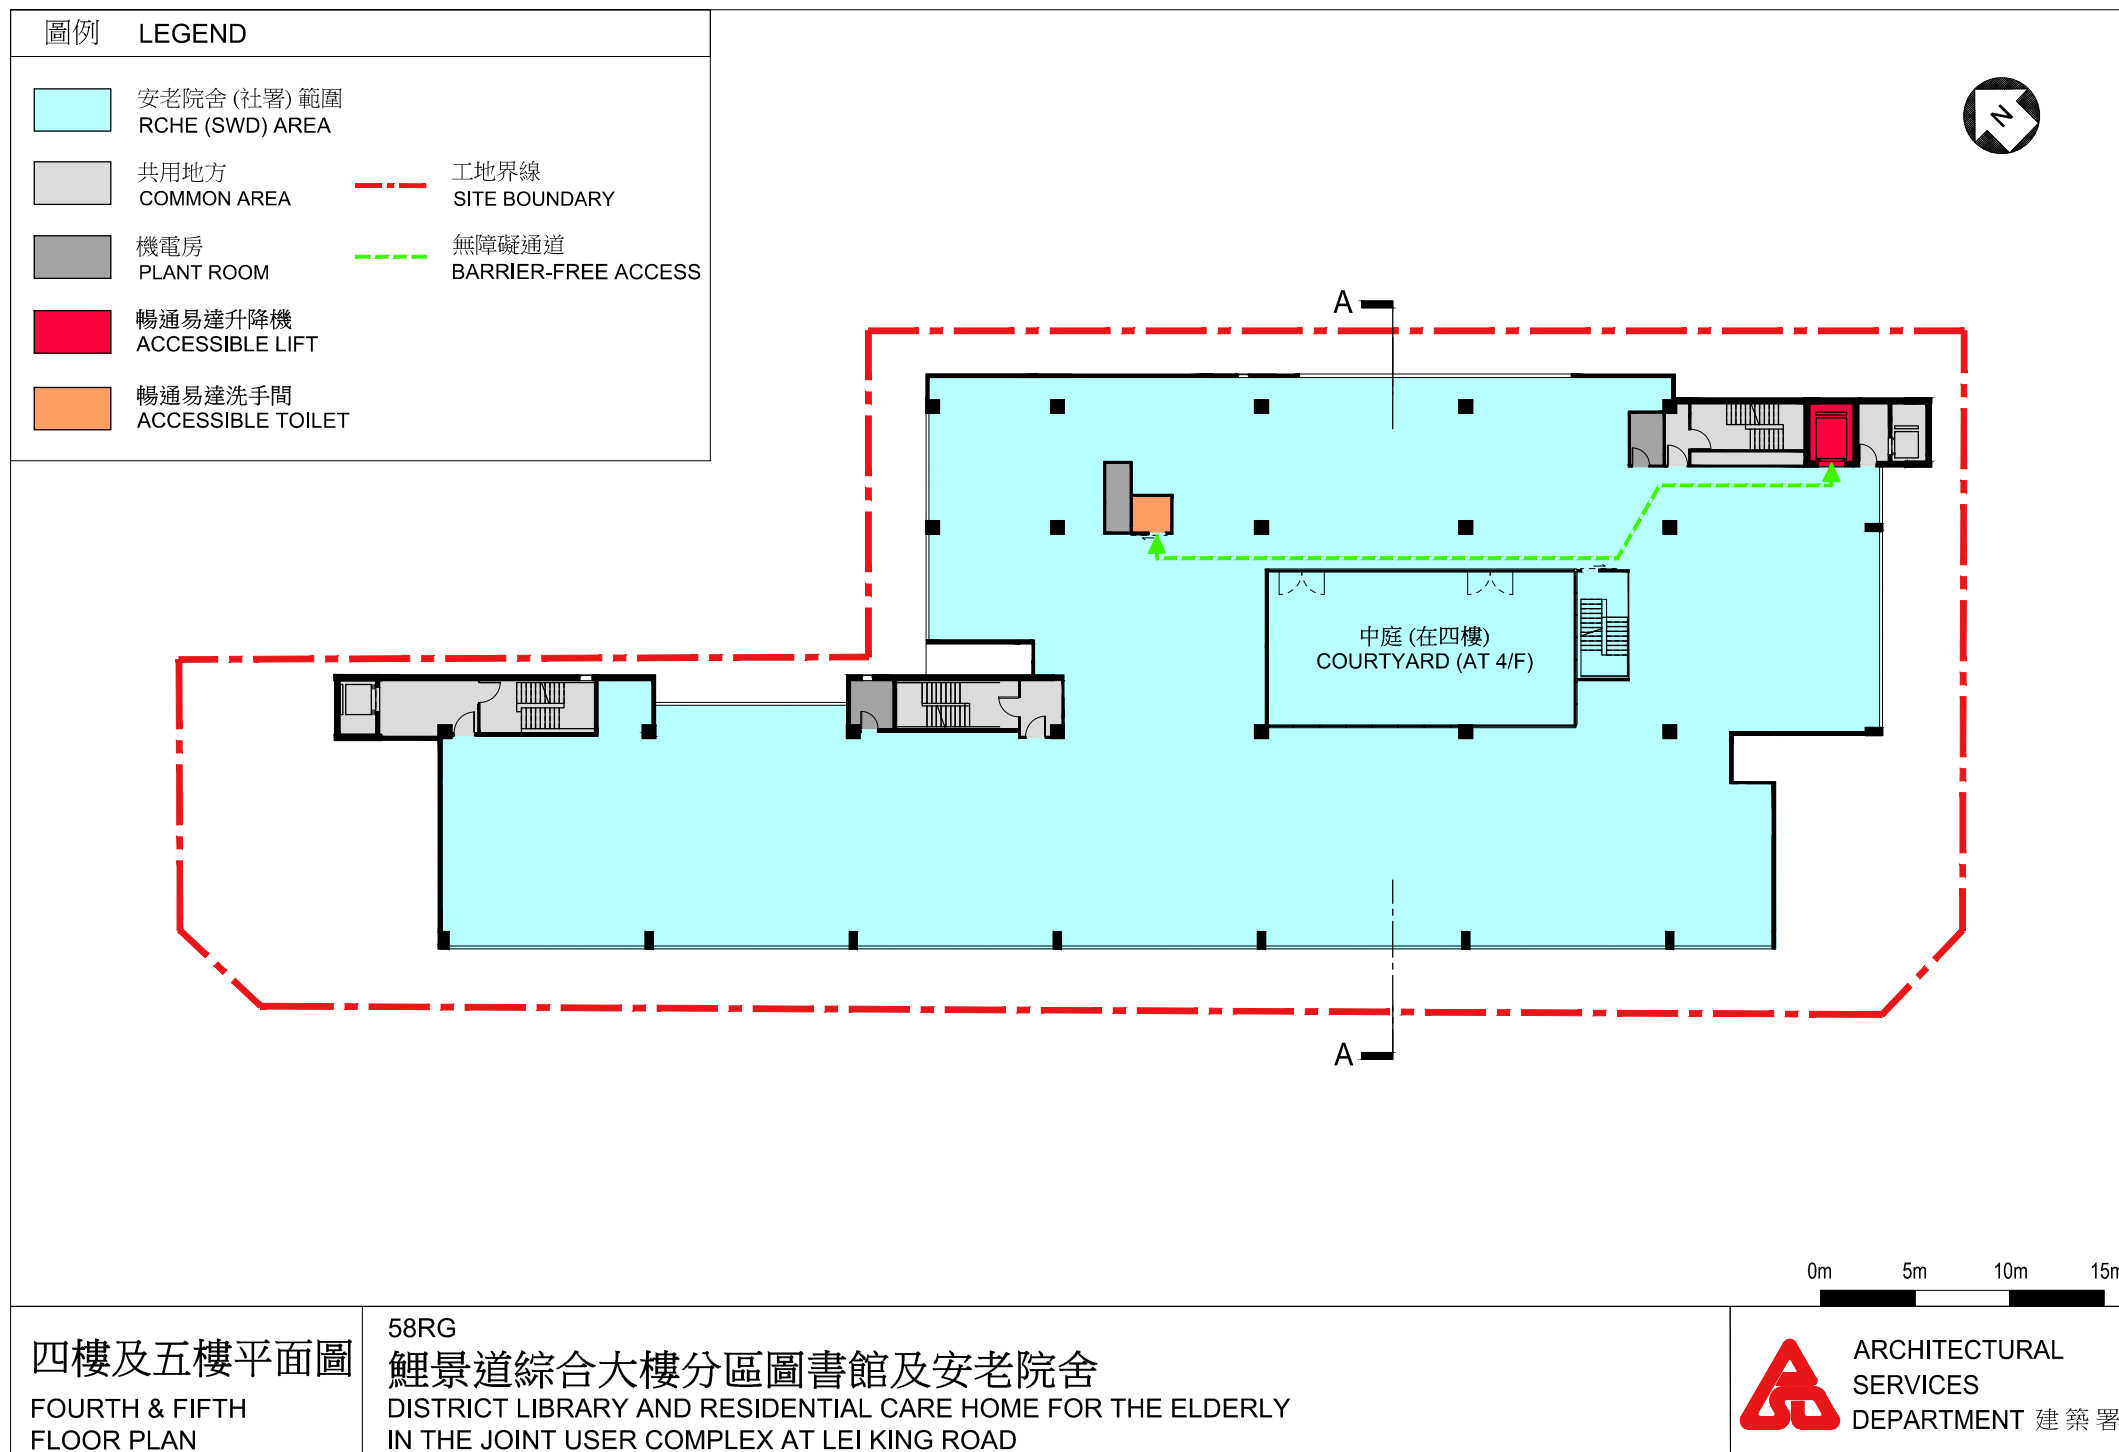 圖例 LEGEND
安老院舍 (社署) 範圍
RCHE (SWD) AREA
共用地方
COMMON AREA
工地界線
SITE BOUNDARY
機電房
PLANT ROOM
無障礙通道
BARRIER-FREE ACCESS
暢通易達升降機
ACCESSIBLE LIFT
暢通易達洗手間
ACCESSIBLE TOILET
N
A
中庭 (在四樓)
COURTYARD (AT 4/F)
A
0m 5m 10m 15m
四樓及五樓平面圖
FOURTH & FIFTH
FLOOR PLAN
58RG
鯉景道綜合大樓分區圖書館及安老院舍
DISTRICT LIBRARY AND RESIDENTIAL CARE HOME FOR THE ELDERLY
IN THE JOINT USER COMPLEX AT LEI KING ROAD
ARCHITECTURAL
SERVICES
DEPARTMENT 建築署